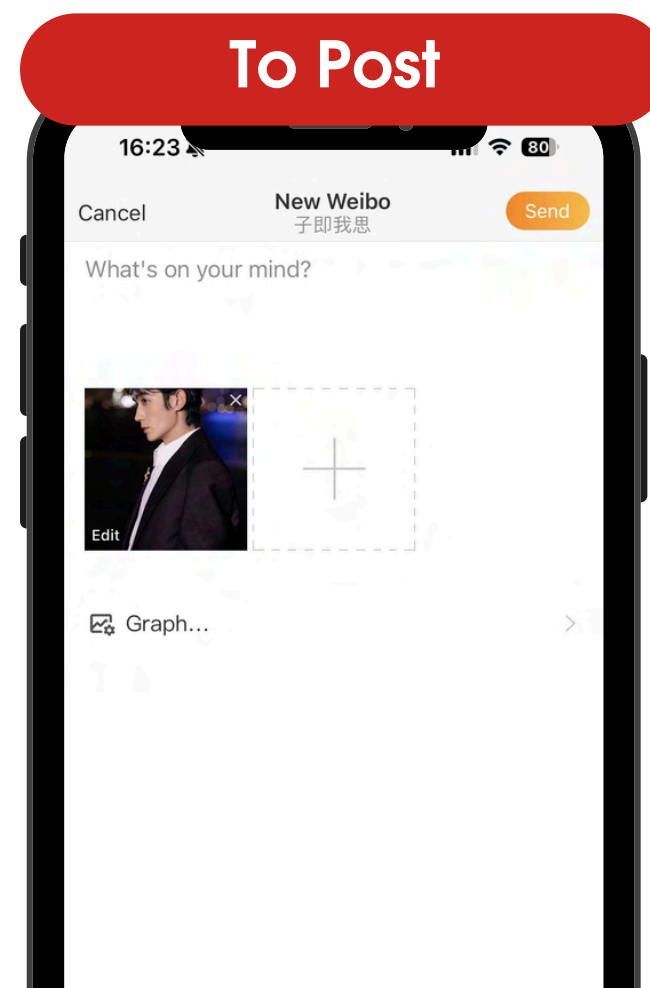 To Post
16:23
80
Cancel
New Weibo
Send
子即我思
What's on your mind?
Edit
Graph...